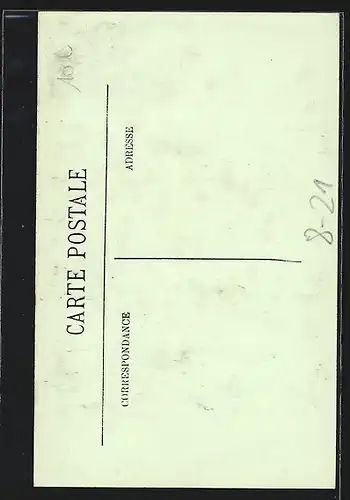 CARTE POSTALE
CORRESPONDANCE
ADRESSE
8-21